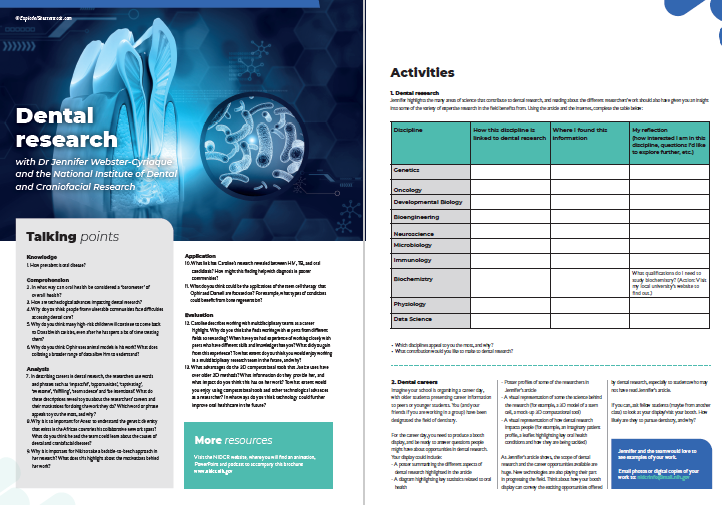 © Explode/Shutterstock.com
Dental
research
with Dr Jennifer Webster-Cyriaque
and the National Institute of Dental
and Craniofacial Research
Talking points
Knowledge
1. How prevalent is oral disease?
Comprehension
2. In what way can oral health be considered a 'barometer' of
overall health?
3. How are technological advances impacting dental research?
4. Why do you think people from vulnerable communities face difficulties
accessing dental care?
5. Why do you think many high-risk children will continue to come back
to for cavities, even after he has spent a lot of time treating
them?
6. Why do you think Ophir uses animal models in his work? What does
collating a broader range of data allow him to understand?
Analysis
7. In describing careers in dental research, the researchers use words
and phrases such as 'impactful', 'opportunities', 'captivating',
'awesome', 'fulfilling', 'team science' and 'be intentional'. What do
these descriptions reveal to you about the researchers' careers and
their motivations for doing the work they do? Which word or phrase
appeals to you the most, and why?
8. Why is it so important for Ansar to understand the genetic identity
that exists in the African countries his collaborative network spans?
What do you think he and the team could learn about the causes of
dental and craniofacial diseases?
9. Why is it important for Nikhil to take a bedside-to-bench approach in
her research? What does this highlight about the motivations behind
her work?
Application
10. What link has Caroline's research revealed between HIV, TB, and oral
candidiasis? How might this finding help with diagnosis in poorer
communities?
11. What do you think could be the applications of the stem cell therapy that
Ophir and Darnell are focused on? For example, what types of conditions
could benefit from bone regeneration?
Evaluation
12. Caroline describes working with multidisciplinary teams as a career
highlight. Why do you think she finds working with experts from different
fields so rewarding? When have you had experience of working closely with
peers who have different skills and knowledge than you? What did you gain
from this experience? To what extent do you think you would enjoy working
in a multidisciplinary research team in the future, and why?
13. What advantages do the 3D computational tools that Janice uses have
over older 2D methods? What information do they provide her, and
what impact do you think this has on her work? To what extent would
you enjoy using computational tools and other technological advances
as a researcher? In what ways do you think technology could further
improve oral healthcare in the future?
More resources
Visit the NIDCR website, where you will find an animation,
PowerPoint and podcast to accompany this brochure
Activities
1. Dental research
Jennifer highlights the many areas of science that contribute to dental research, and reading about the different researchers' work should also have given you an insight
into some of the variety of expertise research in the field benefits from. Using the article and the internet, complete the table below:
Discipline
How this discipline is
linked to dental research
Where I found this
information
My reflection
(how interested I am in this
discipline, questions I'd like
to explore further, etc.)
Genetics
Oncology
Developmental Biology
Bioengineering
Neuroscience
Microbiology
Immunology
Biochemistry
What qualifications do I need to
study biochemistry? (Action: Visit
my local university's website to
find out.)
Physiology
Data Science
• Which disciplines appeal to you the most, and why?
• What contribution would you like to make to dental research?
2. Dental careers
Imagine your school is organizing a career day,
with older students presenting career information
to peers or younger students. You (and your
friends if you are working in a group) have been
designated the field of dentistry.
For the career day, you need to produce a booth
display, and be ready to answer questions people
might have about opportunities in dental research.
Your display could include:
- A poster summarizing the different aspects of
dental research highlighted in the article
- A diagram highlighting key statistics related to oral
health
- Poster profiles of some of the researchers in
Jennifer's article
- A visual representation of some of the science behind
the research (for example, a 3D model of a stem
cell, a mock-up 3D computational tool)
- A visual representation of how dental research
impacts people (for example, an imaginary patient
profile, a leaflet highlighting key oral health
conditions and how they are being tackled)
As Jennifer's article shows, the scope of dental
research and the career opportunities available are
huge. New technologies are also playing their part
in progressing the field. Think about how your booth
display can convey the exciting opportunities offered
by dental research, especially to students who may
not have read Jennifer's article.
If you can, ask fellow students (maybe from another
class) to look at your display/visit your booth. How
likely are they to pursue dentistry, and why?
Jennifer and the team would love to
see examples of your work.
Email photos or digital copies of your
work to: